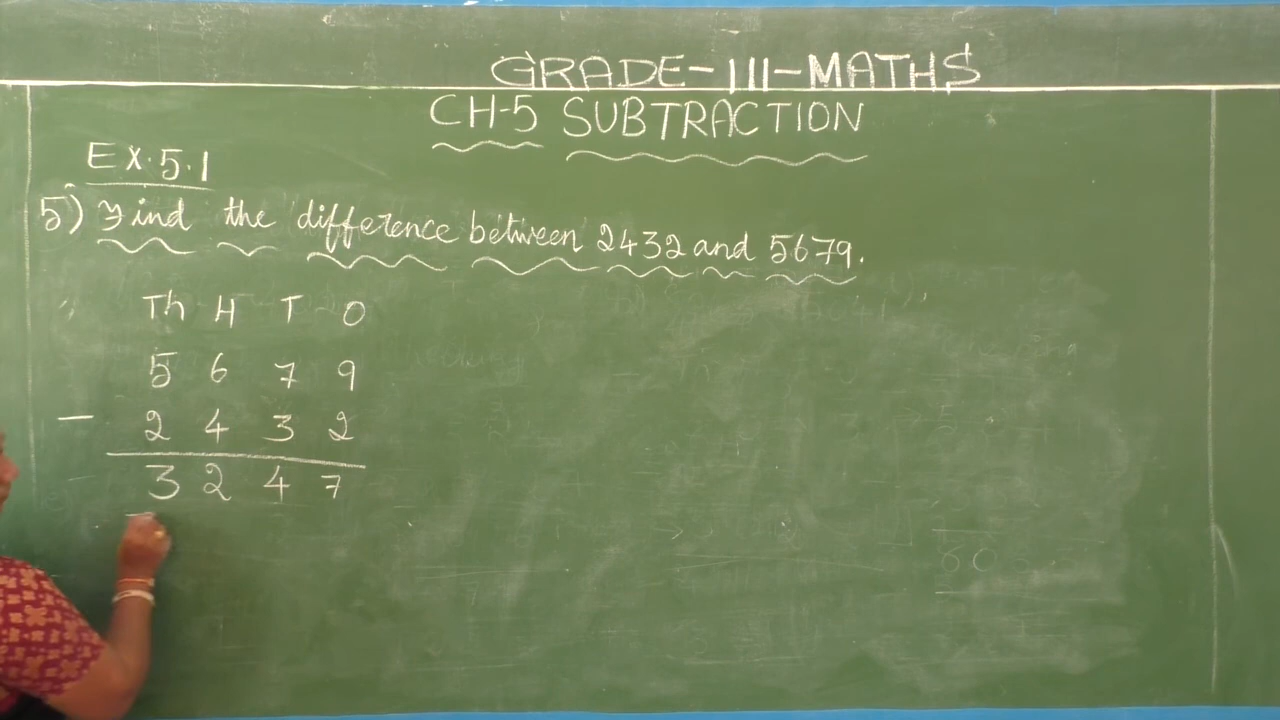 GRADE-III-MATHS
CH-5 SUBTRACTION
EX.5.1
5) Find the difference between 2432 and 5679.
Th H T O
5 6 7 9
- 2 4 3 2
3 2 4 7